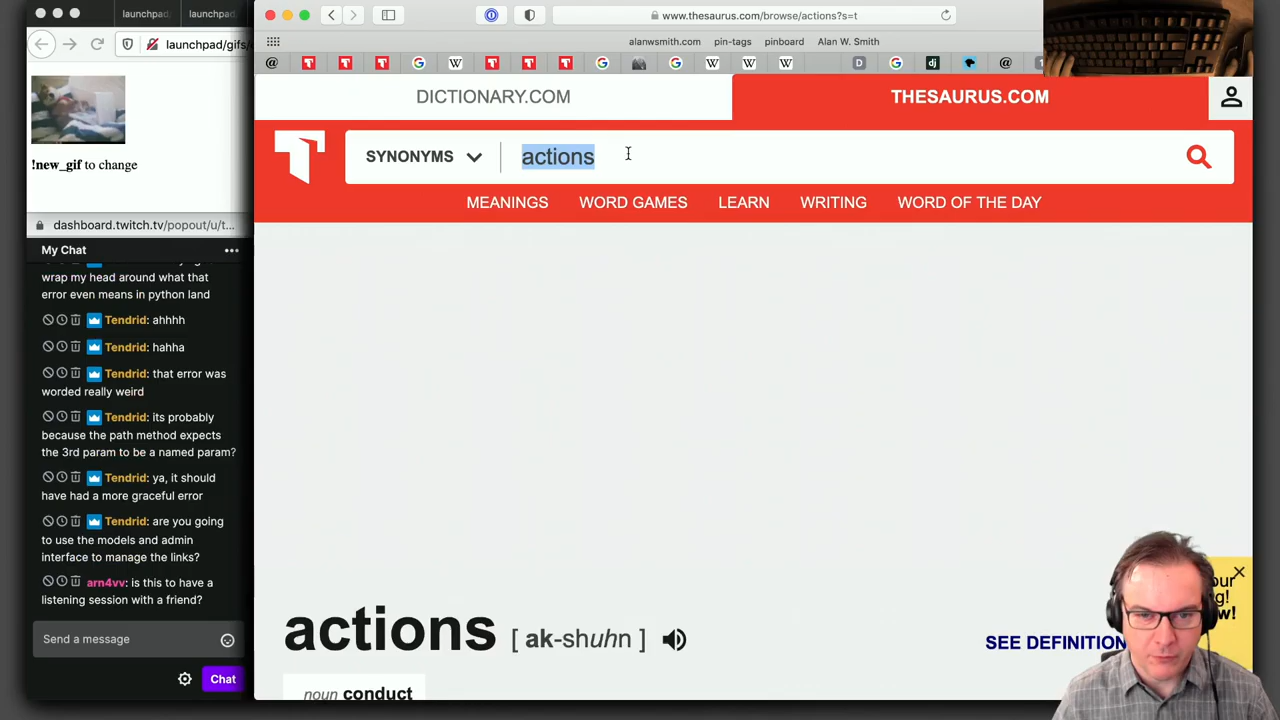 launchpad
launchpad
launchpad/gifs/
!new_gif to change
dashboard.twitch.tv/popout/u/t...
My Chat
wrap my head around what that
error even means in python land
Tendrid: ahhhh
Tendrid: hahha
Tendrid: that error was
worded really weird
Tendrid: its probably
because the path method expects
the 3rd param to be a named param?
Tendrid: ya, it should
have had a more graceful error
Tendrid: are you going
to use the models and admin
interface to manage the links?
arn4vv: is this to have a
listening session with a friend?
Send a message
Chat
www.thesaurus.com/browse/actions?s=t
alanwsmith.com pin-tags pinboard Alan W. Smith
DICTIONARY.COM THESAURUS.COM
SYNONYMS actions
MEANINGS WORD GAMES LEARN WRITING WORD OF THE DAY
actions [ ak-shuhn ]
SEE DEFINITION
noun conduct